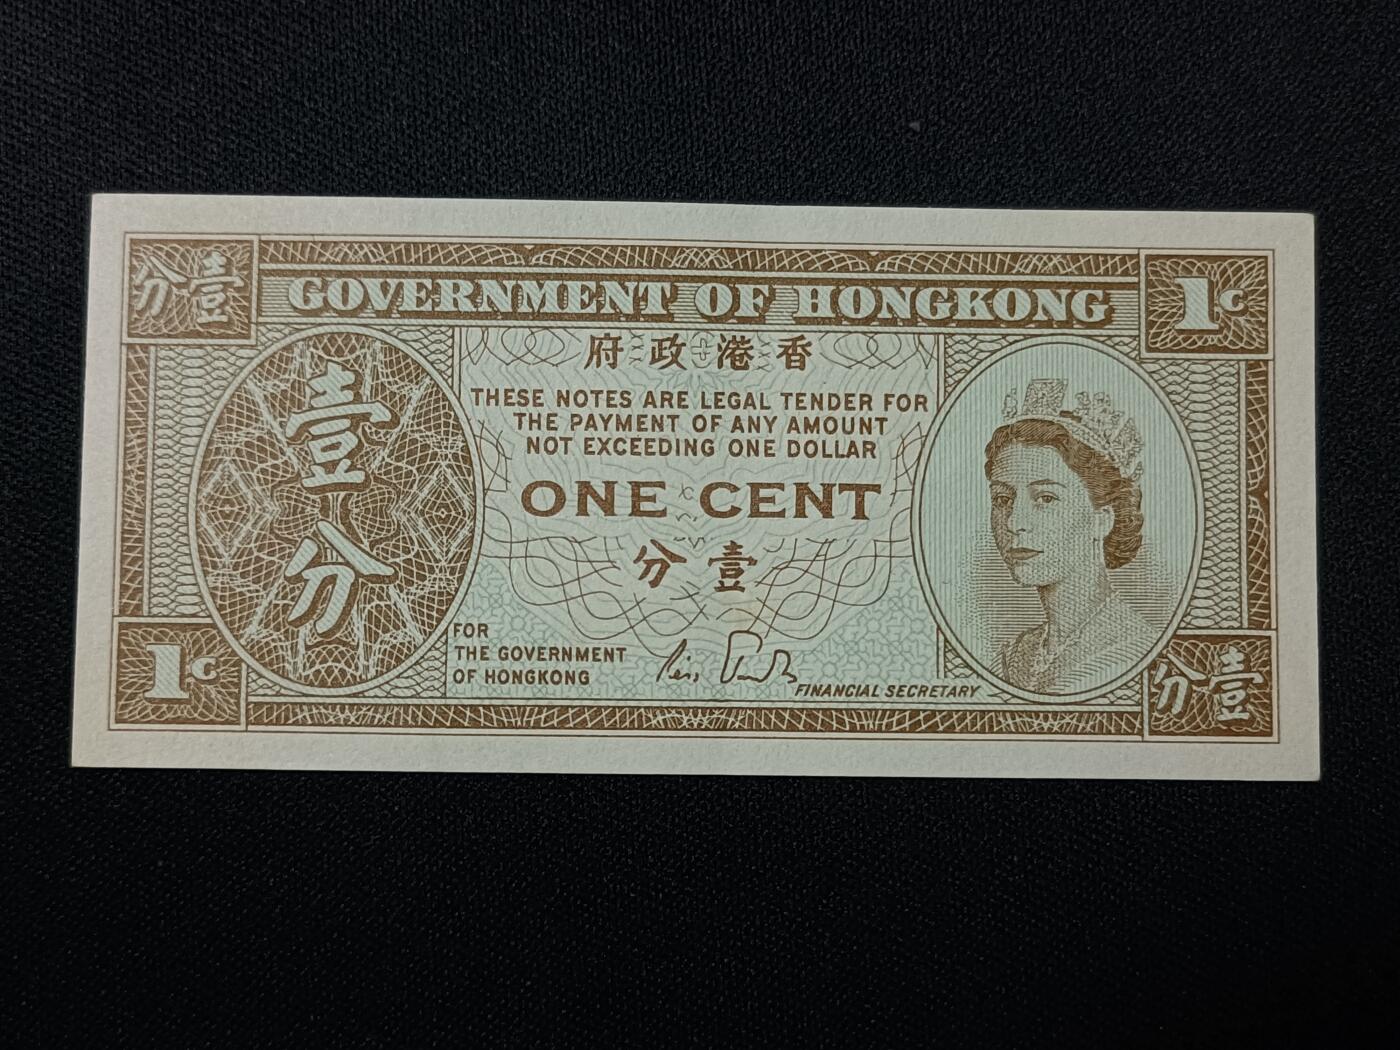 分壹
GOVERNMENT OF HONGKONG
1c
府政港香
THESE NOTES ARE LEGAL TENDER FOR
THE PAYMENT OF ANY AMOUNT
NOT EXCEEDING ONE DOLLAR
壹
分
ONE CENT
分壹
FOR
THE GOVERNMENT
OF HONGKONG
FINANCIAL SECRETARY
1c
分壹